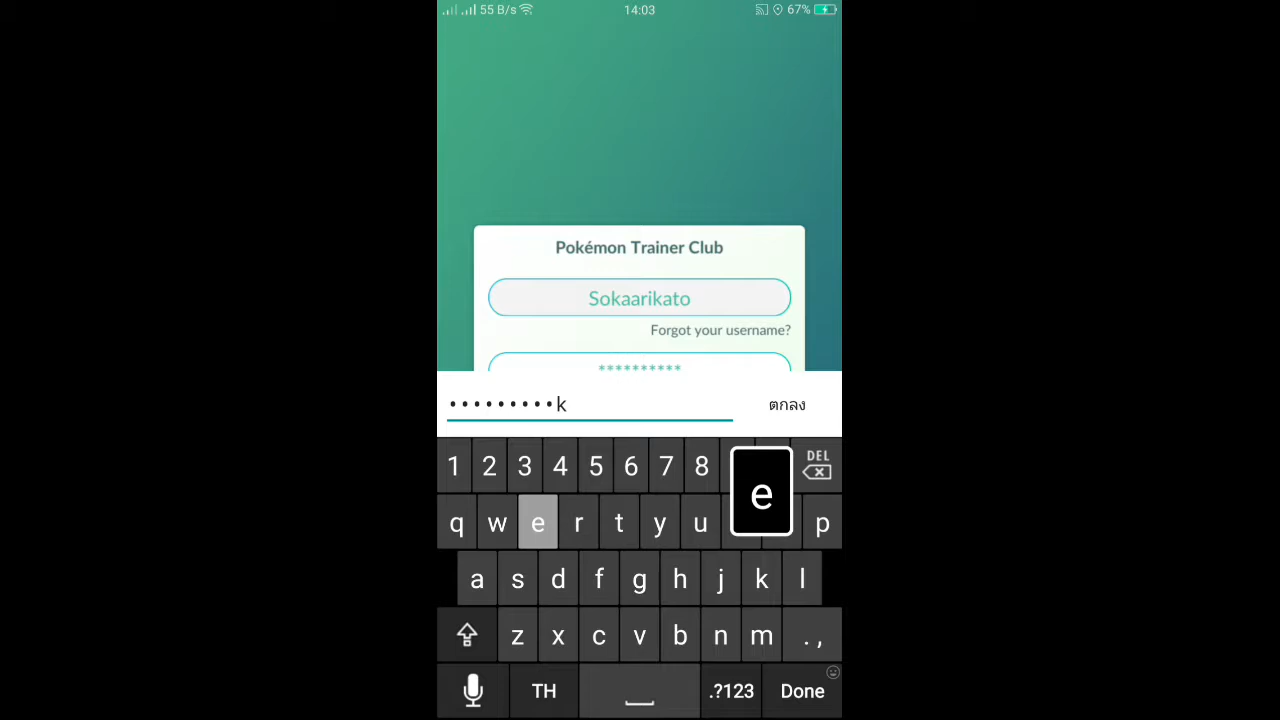 55 B/s 14:03 67%
Pokémon Trainer Club
Sokaarikato
Forgot your username?
**********
•••••••••k ตกลง
1 2 3 4 5 6 7 8 DEL
e
q w e r t y u p
a s d f g h j k l
z x c v b n m . ,
TH .?123 Done